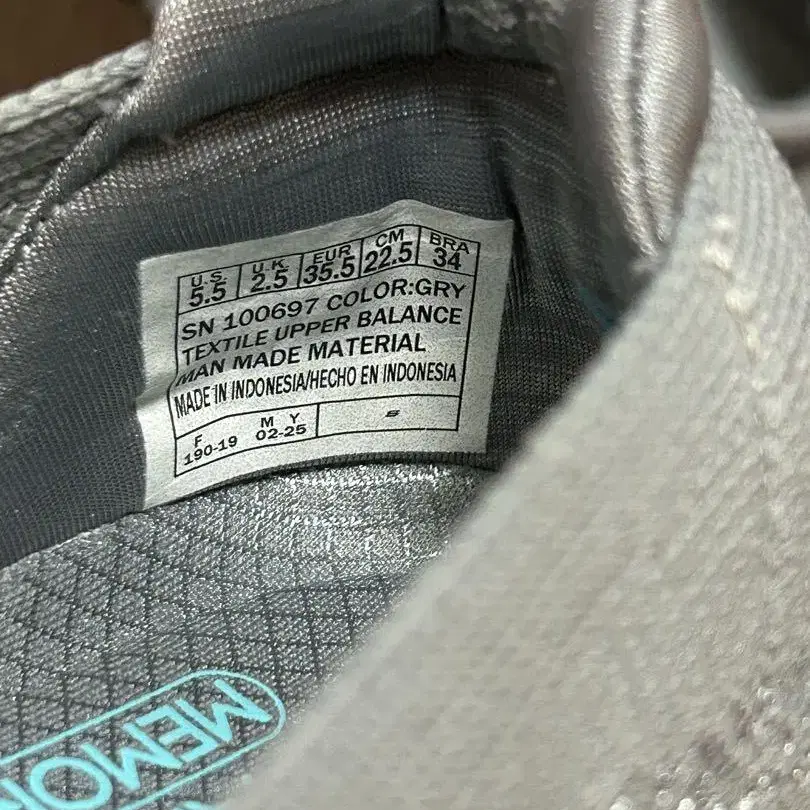 U.S. U.K. EUR CM BRA
5.5 2.5 35.5 22.5 34
SN 100697 COLOR:GRY
TEXTILE UPPER BALANCE
MAN MADE MATERIAL
MADE IN INDONESIA/HECHO EN INDONESIA
F M Y
190-19 02-25
MEMOR